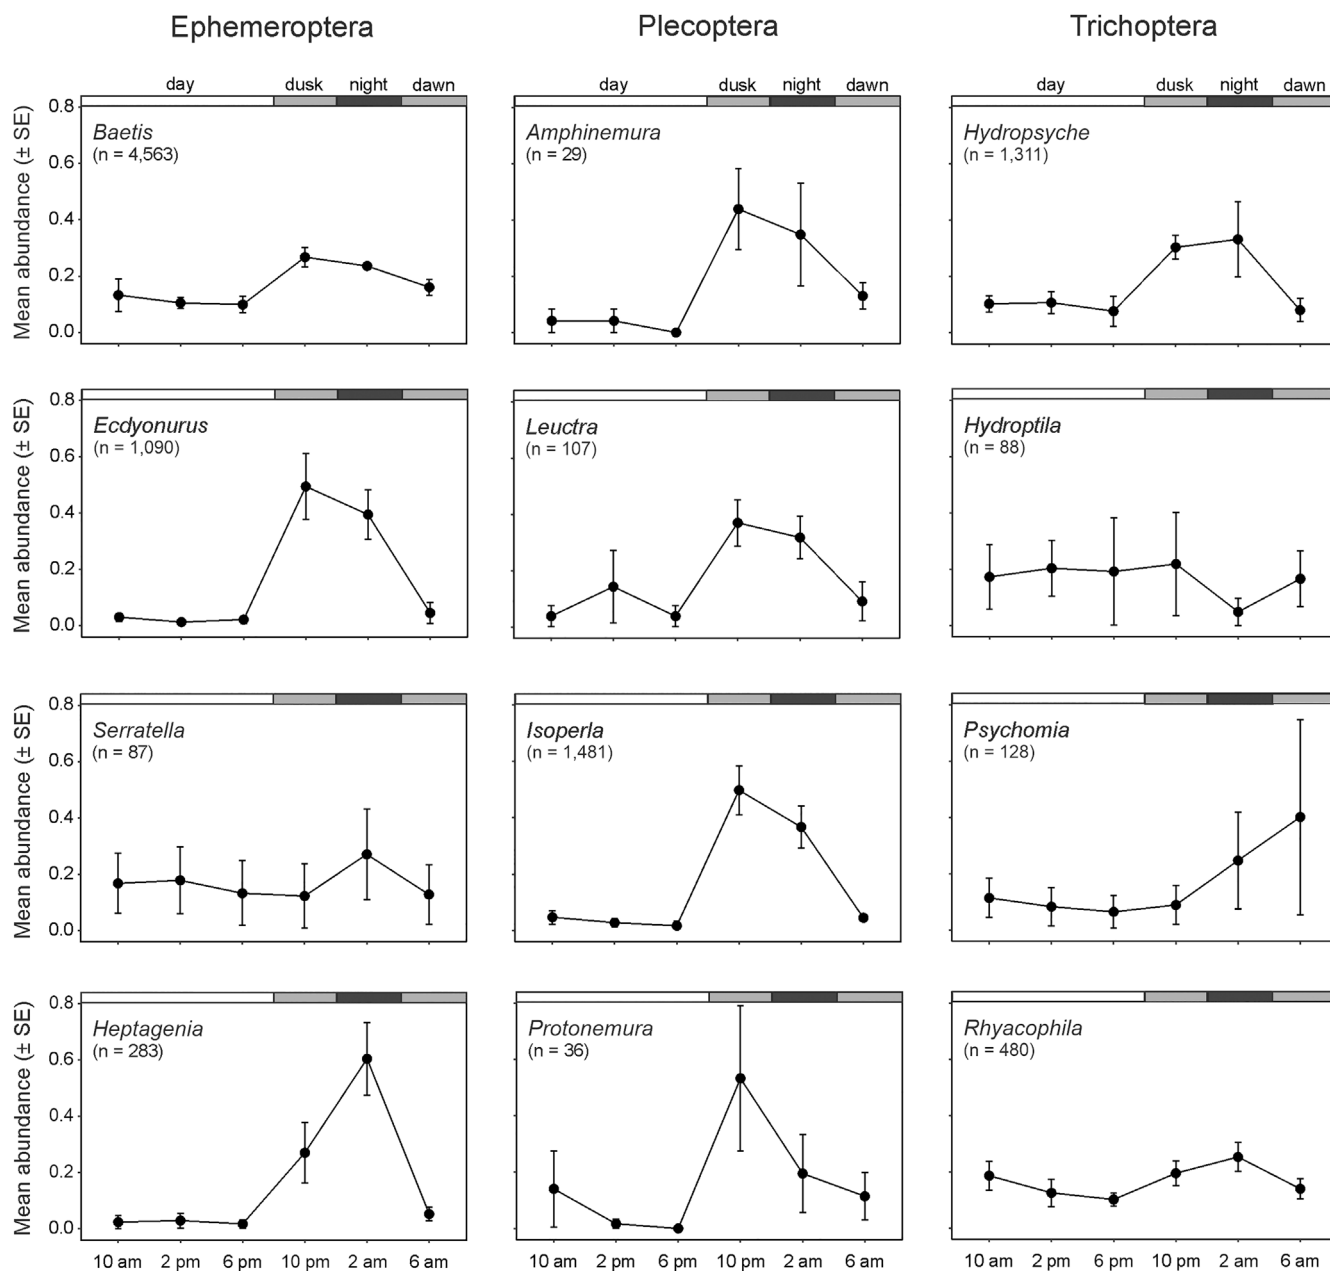 Ephemeroptera Plecoptera Trichoptera
day dusk night dawn day dusk night dawn day dusk night dawn
Mean abundance (± SE)
0.8
0.6
0.4
0.2
0.0
Baetis
(n = 4,563)
Amphinemura
(n = 29)
Hydropsyche
(n = 1,311)
Mean abundance (± SE)
0.8
0.6
0.4
0.2
0.0
Ecdyonurus
(n = 1,090)
Leuctra
(n = 107)
Hydroptila
(n = 88)
Mean abundance (± SE)
0.8
0.6
0.4
0.2
0.0
Serratella
(n = 87)
Isoperla
(n = 1,481)
Psychomia
(n = 128)
Mean abundance (± SE)
0.8
0.6
0.4
0.2
0.0
Heptagenia
(n = 283)
Protonemura
(n = 36)
Rhyacophila
(n = 480)
10 am 2 pm 6 pm 10 pm 2 am 6 am 10 am 2 pm 6 pm 10 pm 2 am 6 am 10 am 2 pm 6 pm 10 pm 2 am 6 am